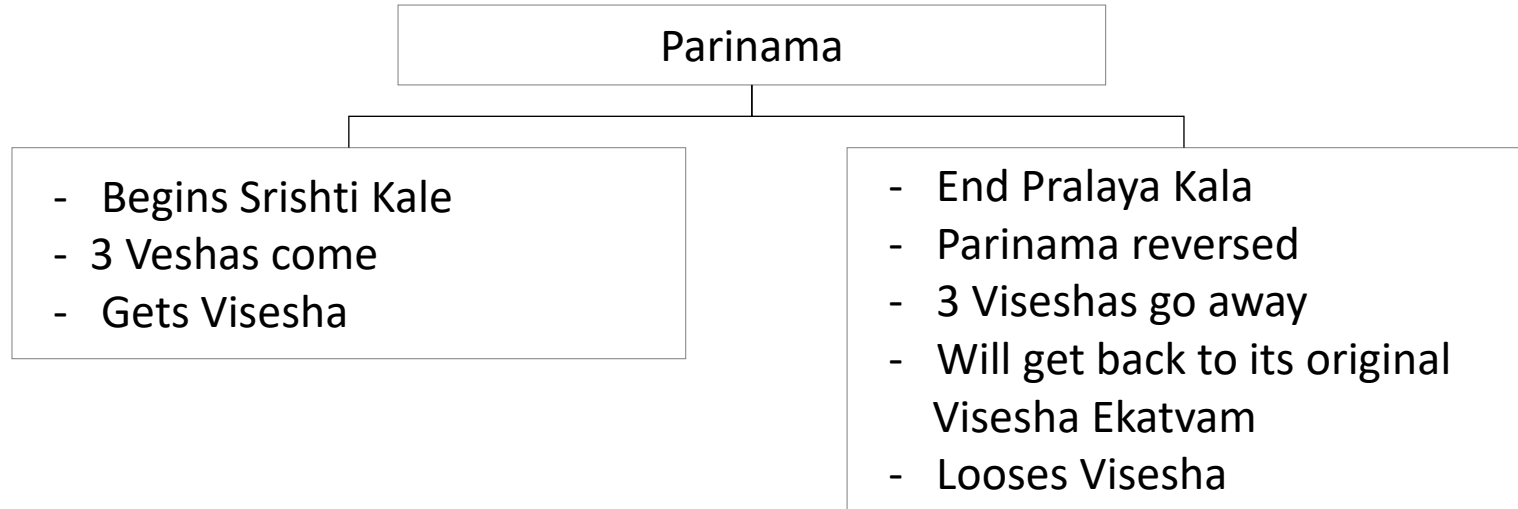 Parinama
- Begins Srishti Kale
- 3 Veshas come
- Gets Visesha
- End Pralaya Kala
- Parinama reversed
- 3 Viseshas go away
- Will get back to its original
Visesha Ekatvam
- Looses Visesha